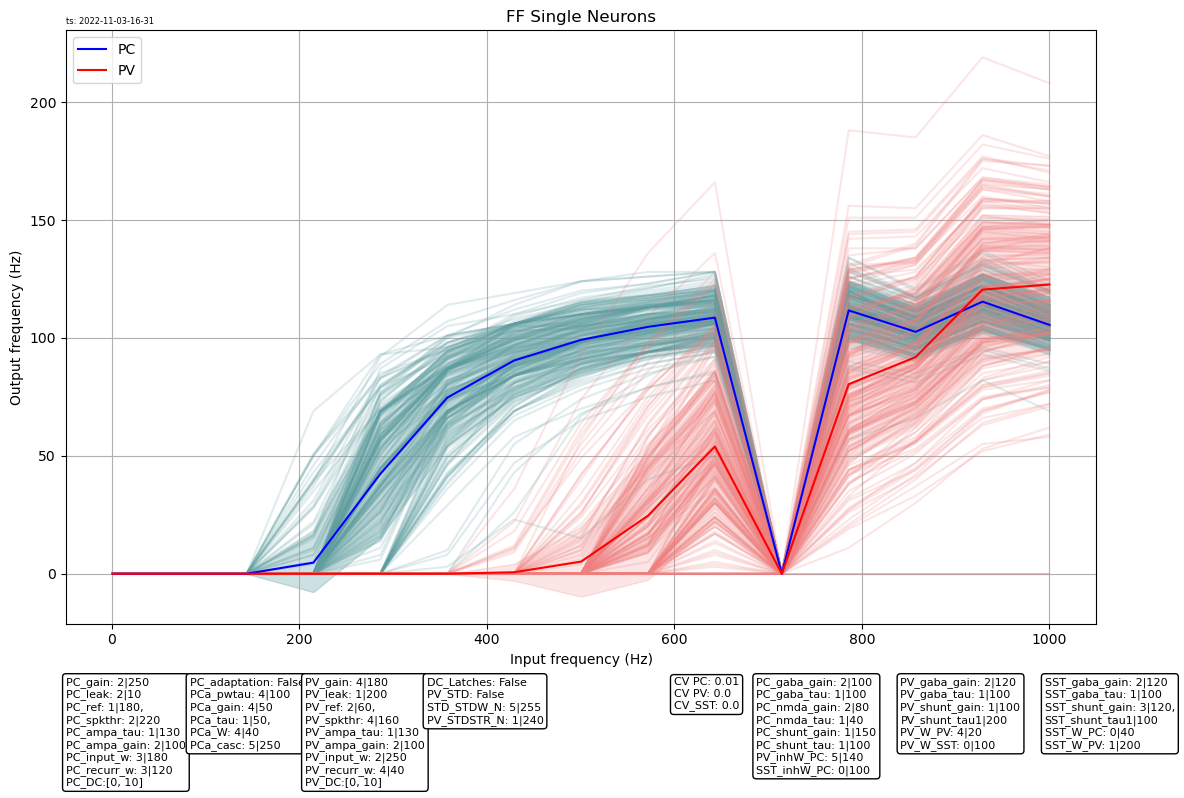 ts: 2022-11-03-16-31
FF Single Neurons
PC
PV
Output frequency (Hz)
200
150
100
50
0
0
200
400
600
800
1000
Input frequency (Hz)
PC_gain: 2|250
PC_leak: 2|10
PC_ref: 1|180,
PC_spkthr: 2|220
PC_ampa_tau: 1|130
PC_ampa_gain: 2|100
PC_input_w: 3|180
PC_recurr_w: 3|120
PC_DC:[0, 10]
PC_adaptation: False
PCa_pwtau: 4|100
PCa_gain: 4|50
PCa_tau: 1|50,
PCa_W: 4|40
PCa_casc: 5|250
PV_gain: 4|180
PV_leak: 1|200
PV_ref: 2|60,
PV_spkthr: 4|160
PV_ampa_tau: 1|130
PV_ampa_gain: 2|100
PV_input_w: 2|250
PV_recurr_w: 4|40
PV_DC:[0, 10]
DC_Latches: False
PV_STD: False
STD_STDW_N: 5|255
PV_STDSTR_N: 1|240
CV PC: 0.01
CV PV: 0.0
CV_SST: 0.0
PC_gaba_gain: 2|100
PC_gaba_tau: 1|100
PC_nmda_gain: 2|80
PC_nmda_tau: 1|40
PC_shunt_gain: 1|150
PC_shunt_tau: 1|100
PV_inhW_PC: 5|140
SST_inhW_PC: 0|100
PV_gaba_gain: 2|120
PV_gaba_tau: 1|100
PV_shunt_gain: 1|100
PV_shunt_tau1|200
PV_W_PV: 4|20
PV_W_SST: 0|100
SST_gaba_gain: 2|120
SST_gaba_tau: 1|100
SST_shunt_gain: 3|120,
SST_shunt_tau1|100
SST_W_PC: 0|40
SST_W_PV: 1|200